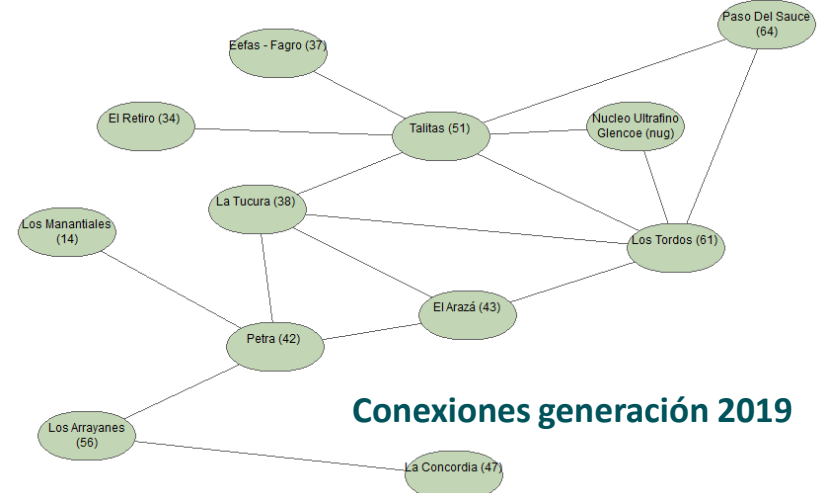 Paso Del Sauce
(64)
Eefas - Fagro (37)
El Retiro (34)
Talitas (51)
Nucleo Ultrafino
Glencoe (nug)
La Tucura (38)
Los Manantiales
(14)
Los Tordos (61)
El Arazá (43)
Petra (42)
Conexiones generación 2019
Los Arrayanes
(56)
La Concordia (47)